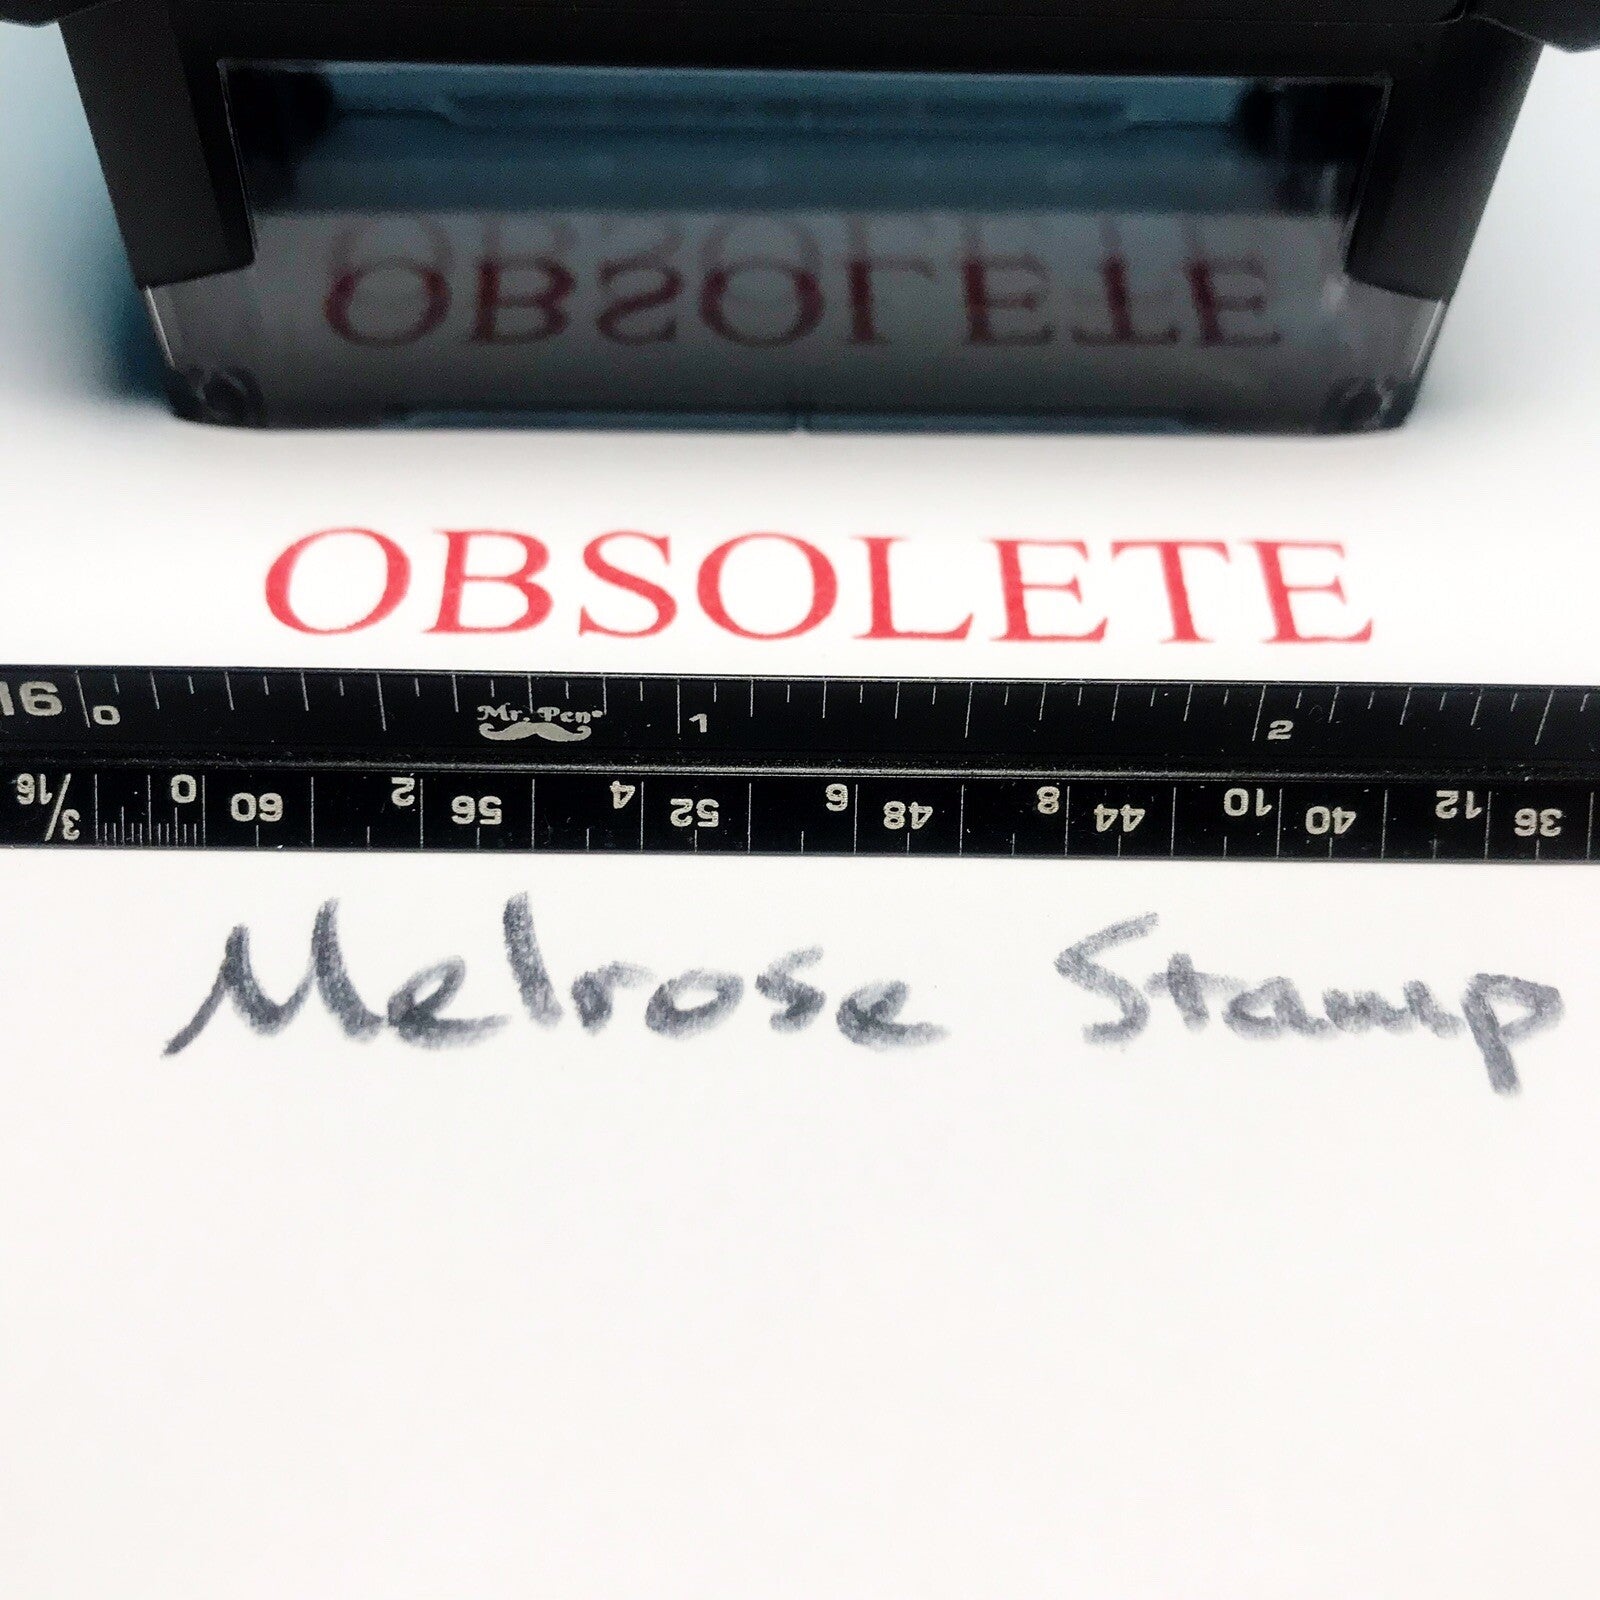 OBSOLETE
OBSOLETE
16 0 Mr. Pen® 1 2
3/16 0 60 2 56 4 52 6 48 8 44 10 40 12 36
Melrose Stamp